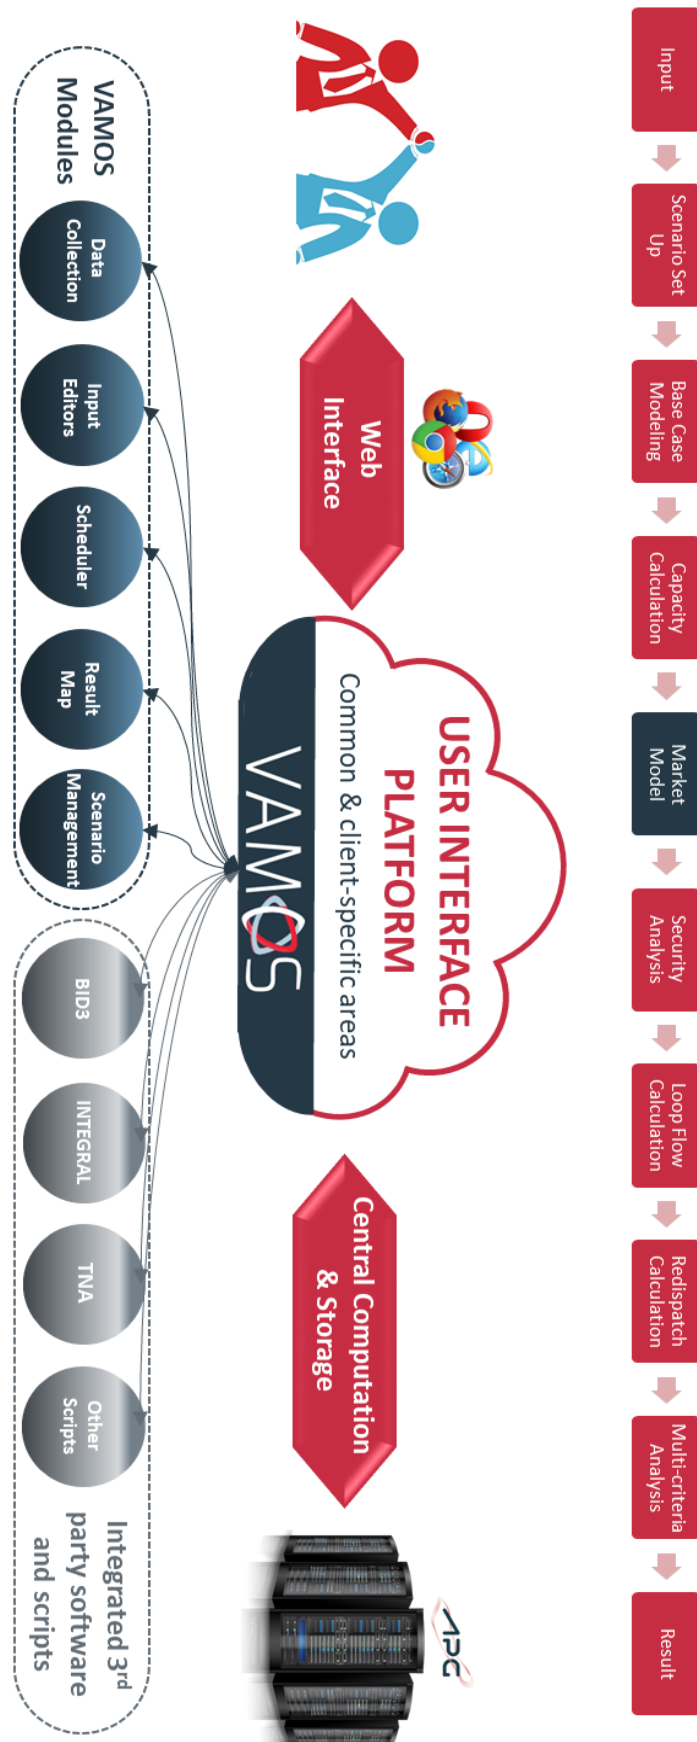 Input
Scenario Set
Up
Base Case
Modeling
Capacity
Calculation
Market
Model
Security
Analysis
Loop Flow
Calculation
Redispatch
Calculation
Multi-criteria
Analysis
Result
Web
Interface
USER INTERFACE
PLATFORM
Common & client-specific areas
VAMOS
Central Computation
& Storage
APG
VAMOS
Modules
Data
Collection
Input
Editors
Scheduler
Result
Map
Scenario
Management
BID3
INTEGRAL
TNA
Other
Scripts
Integrated 3rd
party software
and scripts